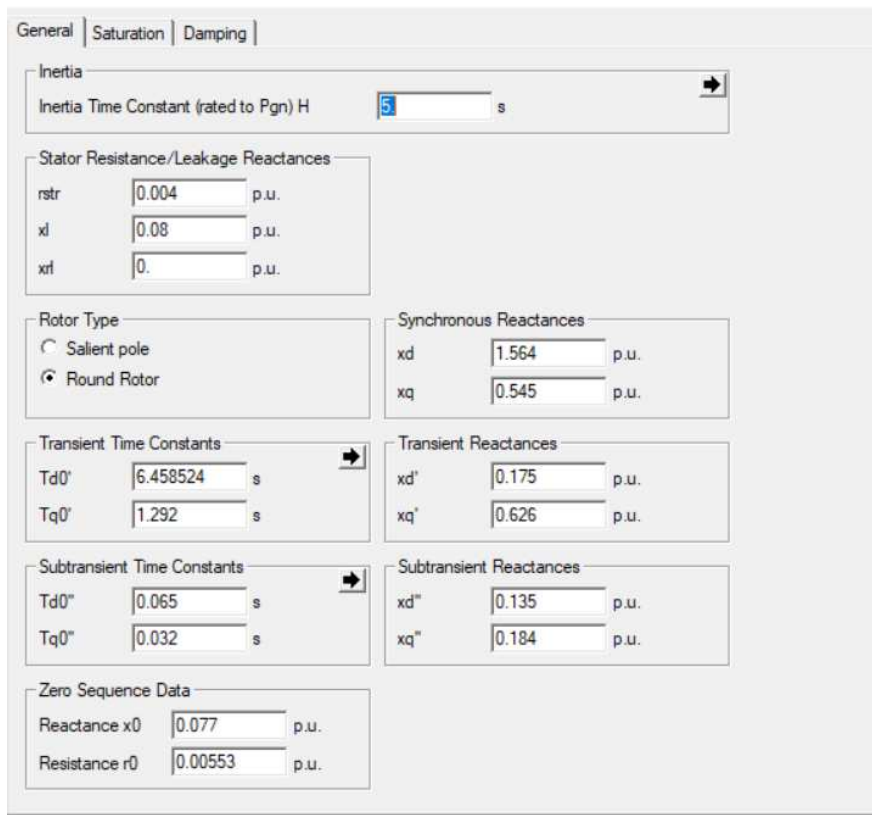 General Saturation Damping
Inertia
Inertia Time Constant (rated to Pgn) H 5. s
Stator Resistance/Leakage Reactances
rstr 0.004 p.u.
xl 0.08 p.u.
xrl 0. p.u.
Rotor Type
Salient pole
Round Rotor
Synchronous Reactances
xd 1.564 p.u.
xq 0.545 p.u.
Transient Time Constants
Td0' 6.458524 s
Tq0' 1.292 s
Transient Reactances
xd' 0.175 p.u.
xq' 0.626 p.u.
Subtransient Time Constants
Td0" 0.065 s
Tq0" 0.032 s
Subtransient Reactances
xd" 0.135 p.u.
xq" 0.184 p.u.
Zero Sequence Data
Reactance x0 0.077 p.u.
Resistance r0 0.00553 p.u.